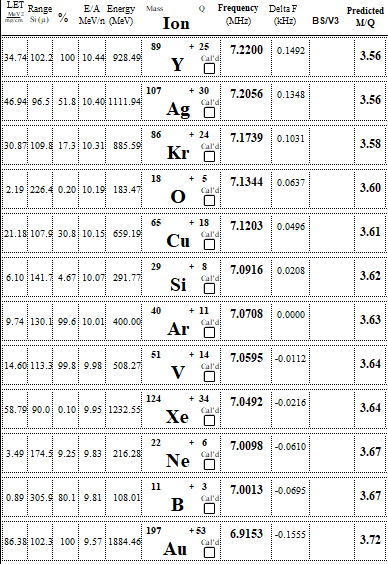 LET MeV2 mg/cm Range Si (µ) % E/A MeV/n Energy (MeV) Mass Ion Q Frequency (MHz) Delta F (kHz) BS/V3 Predicted M/Q
34.74 102.2 100 10.44 928.49 89 Y + 25 Cal'd 7.2200 0.1492 3.56
46.94 96.5 51.8 10.40 1111.94 107 Ag + 30 Cal'd 7.2056 0.1348 3.56
30.87 109.8 17.3 10.31 885.59 86 Kr + 24 Cal'd 7.1739 0.1031 3.58
2.19 226.4 0.20 10.19 183.47 18 O + 5 Cal'd 7.1344 0.0637 3.60
21.18 107.9 30.8 10.15 659.19 65 Cu + 18 Cal'd 7.1203 0.0496 3.61
6.10 141.7 4.67 10.07 291.77 29 Si + 8 Cal'd 7.0916 0.0208 3.62
9.74 130.1 99.6 10.01 400.00 40 Ar + 11 Cal'd 7.0708 0.0000 3.63
14.60 113.3 99.8 9.98 508.27 51 V + 14 Cal'd 7.0595 -0.0112 3.64
58.79 90.0 0.10 9.95 1232.55 124 Xe + 34 Cal'd 7.0492 -0.0216 3.64
3.49 174.5 9.25 9.83 216.28 22 Ne + 6 Cal'd 7.0098 -0.0610 3.67
0.89 305.9 80.1 9.81 108.01 11 B + 3 Cal'd 7.0013 -0.0695 3.67
86.38 102.3 100 9.57 1884.46 197 Au +53 Cal'd 6.9153 -0.1555 3.72